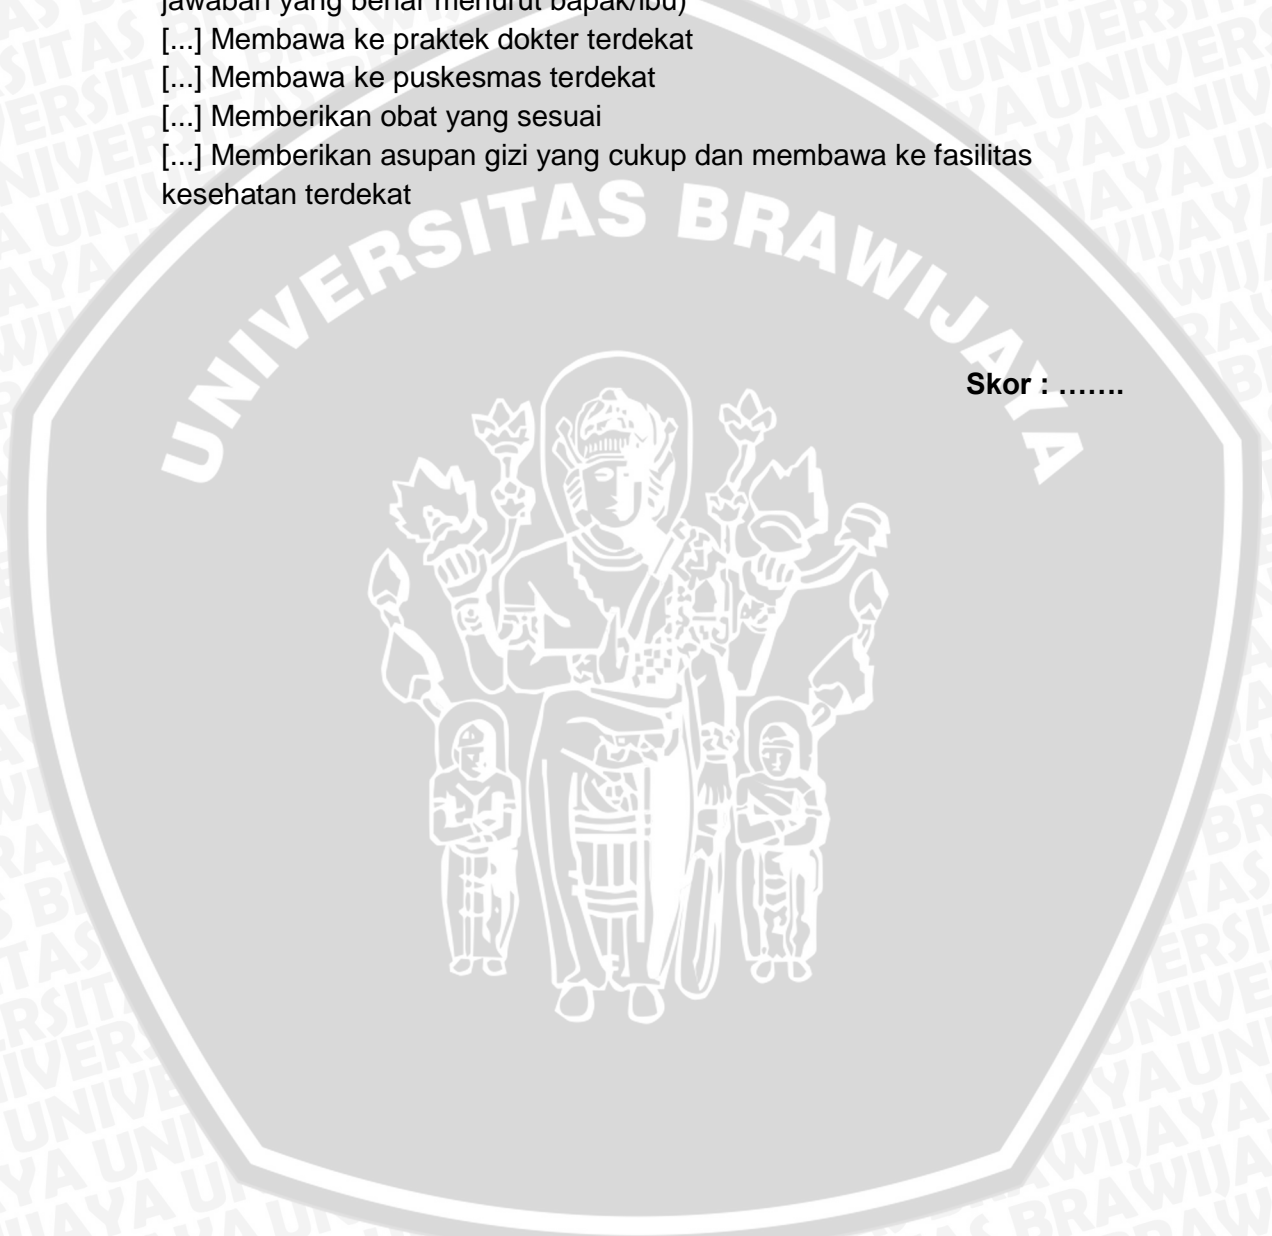 jawaban yang benar menurut bapak/ibu)
[...] Membawa ke praktek dokter terdekat
[...] Membawa ke puskesmas terdekat
[...] Memberikan obat yang sesuai
[...] Memberikan asupan gizi yang cukup dan membawa ke fasilitas
kesehatan terdekat
UNIVERSITAS BRAWIJAYA
Skor : .......